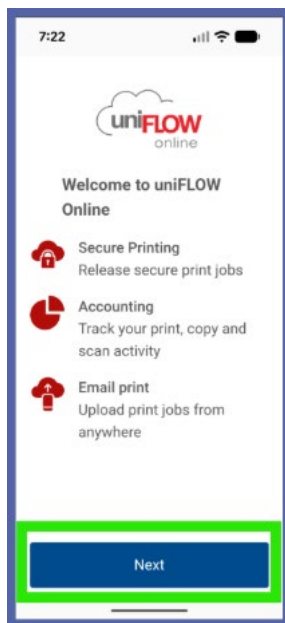 7:22
uniFLOW
online
Welcome to uniFLOW
Online
Secure Printing
Release secure print jobs
Accounting
Track your print, copy and
scan activity
Email print
Upload print jobs from
anywhere
Next